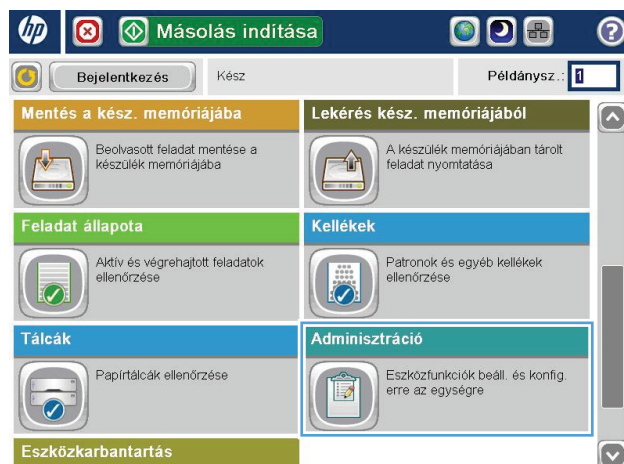 hp Másolás indítása ?
Bejelentkezés Kész Példánysz.: 1
Mentés a kész. memóriájába
Beolvasott feladat mentése a
készülék memóriájába
Lekérés kész. memóriájából
A készülék memóriájában tárolt
feladat nyomtatása
Feladat állapota
Aktív és végrehajtott feladatok
ellenőrzése
Kellékek
Patronok és egyéb kellékek
ellenőrzése
Tálcák
Papírtálcák ellenőrzése
Adminisztráció
Eszközfunkciók beáll. és konfig.
erre az egységre
Eszközkarbantartás